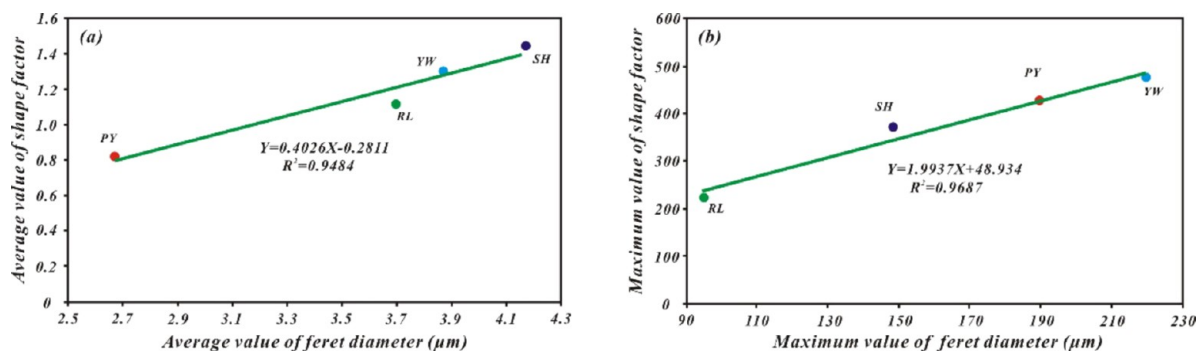 (a)
Average value of shape factor
1.6
1.4
1.2
1.0
0.8
0.6
0.4
0.2
0
PY
YW
SH
RL
Y=0.4026X-0.2811
R²=0.9484
2.5 2.7 2.9 3.1 3.3 3.5 3.7 3.9 4.1 4.3
Average value of feret diameter (μm)
(b)
Maximum value of shape factor
600
500
400
300
200
100
0
PY
SH
YW
RL
Y=1.9937X+48.934
R²=0.9687
90 110 130 150 170 190 210 230
Maximum value of feret diameter (μm)